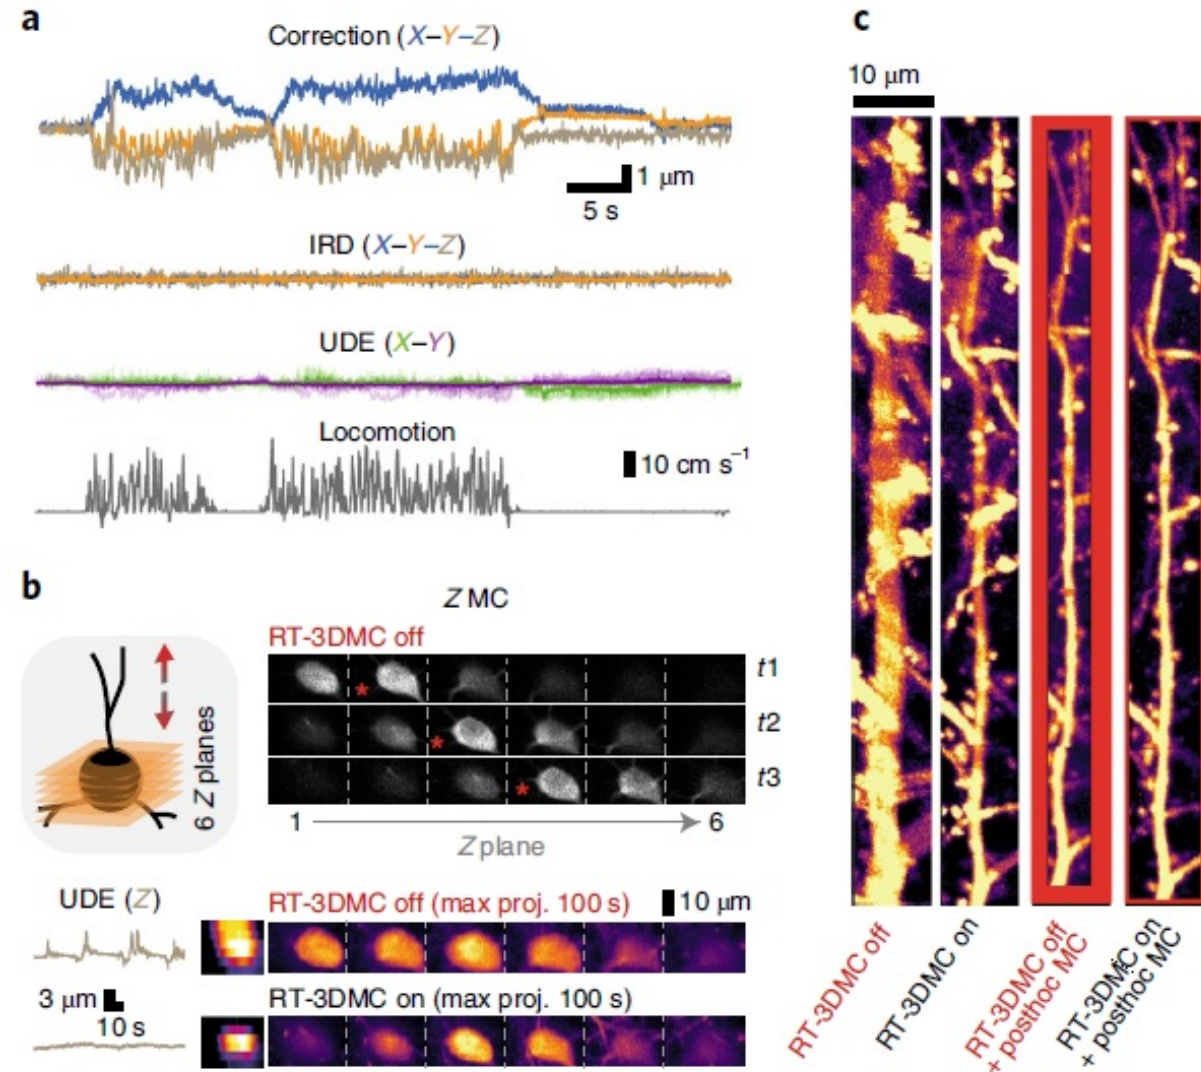 a
Correction (X–Y–Z)
1 μm
5 s
IRD (X–Y–Z)
UDE (X–Y)
Locomotion
10 cm s⁻¹
b
Z MC
RT-3DMC off
t1
t2
t3
6 Z planes
1
6
Z plane
UDE (Z)
RT-3DMC off (max proj. 100 s)
10 μm
3 μm
10 s
RT-3DMC on (max proj. 100 s)
c
10 μm
RT-3DMC off
RT-3DMC on
RT-3DMC off
+ posthoc MC
RT-3DMC on
+ posthoc MC